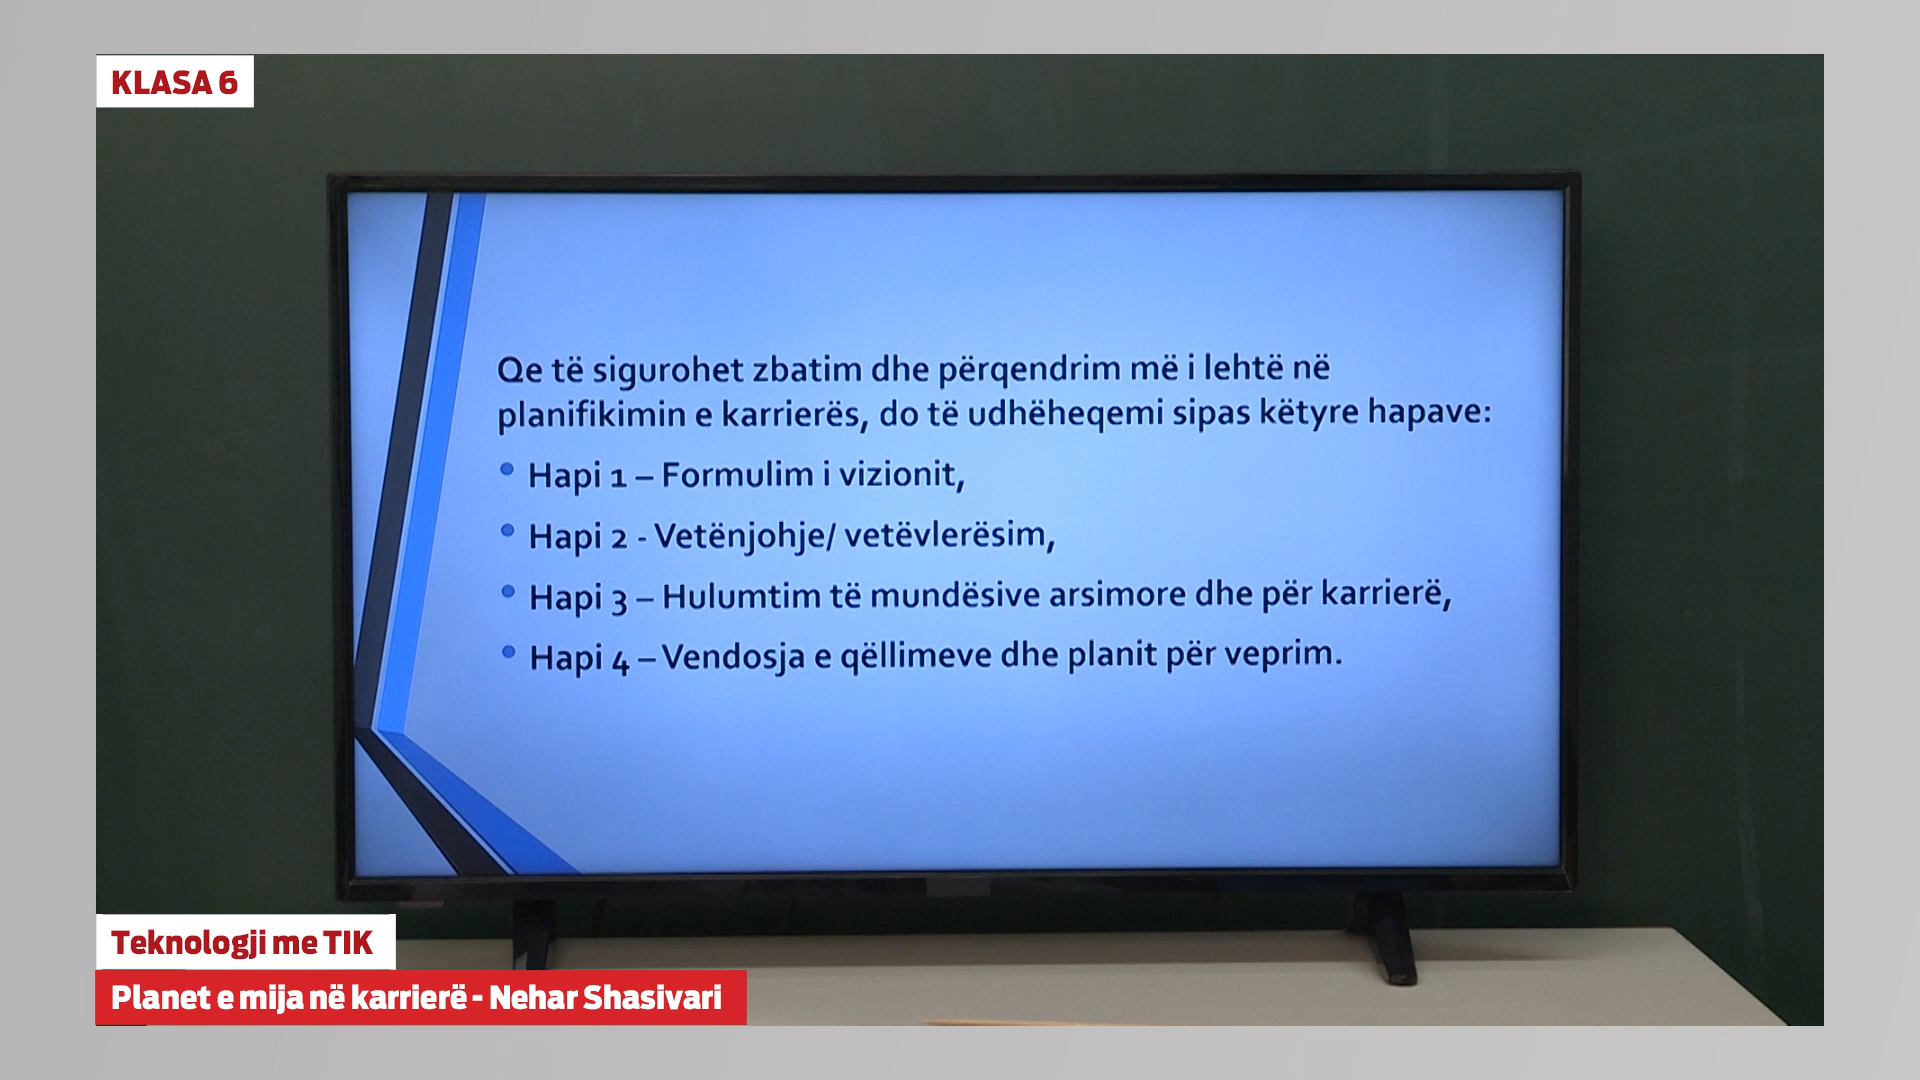 KLASA 6
Qe të sigurohet zbatim dhe përqendrim më i lehtë në
planifikimin e karrierës, do të udhëheqemi sipas këtyre hapave:
• Hapi 1 – Formulim i vizionit,
• Hapi 2 - Vetënjohje/ vetëvlerësim,
• Hapi 3 – Hulumtim të mundësive arsimore dhe për karrierë,
• Hapi 4 – Vendosja e qëllimeve dhe planit për veprim.
Teknologji me TIK
Planet e mija në karrierë - Nehar Shasivari